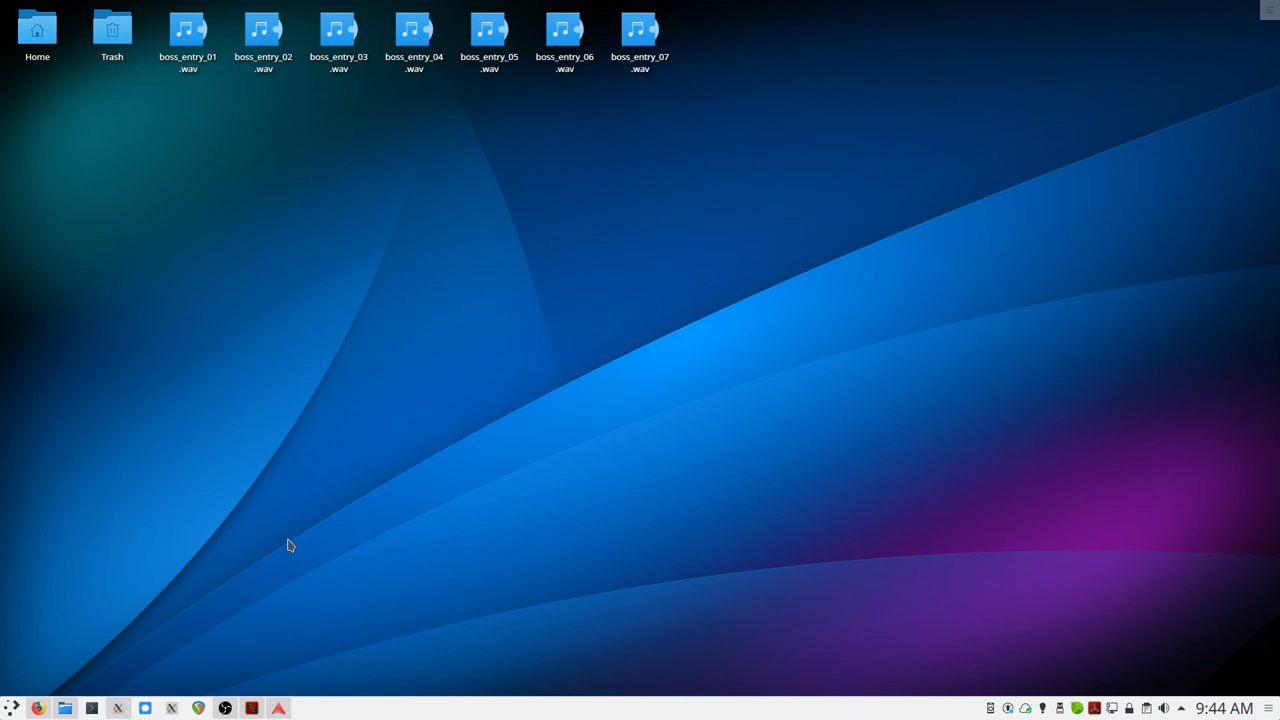 Home
Trash
boss_entry_01
.wav
boss_entry_02
.wav
boss_entry_03
.wav
boss_entry_04
.wav
boss_entry_05
.wav
boss_entry_06
.wav
boss_entry_07
.wav
9:44 AM